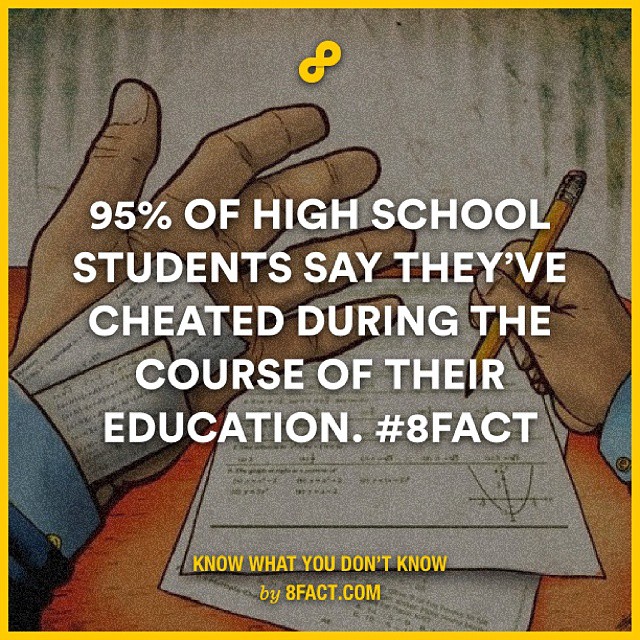 95% OF HIGH SCHOOL
STUDENTS SAY THEY'VE
CHEATED DURING THE
COURSE OF THEIR
EDUCATION. #8FACT
KNOW WHAT YOU DON'T KNOW
by 8FACT.COM